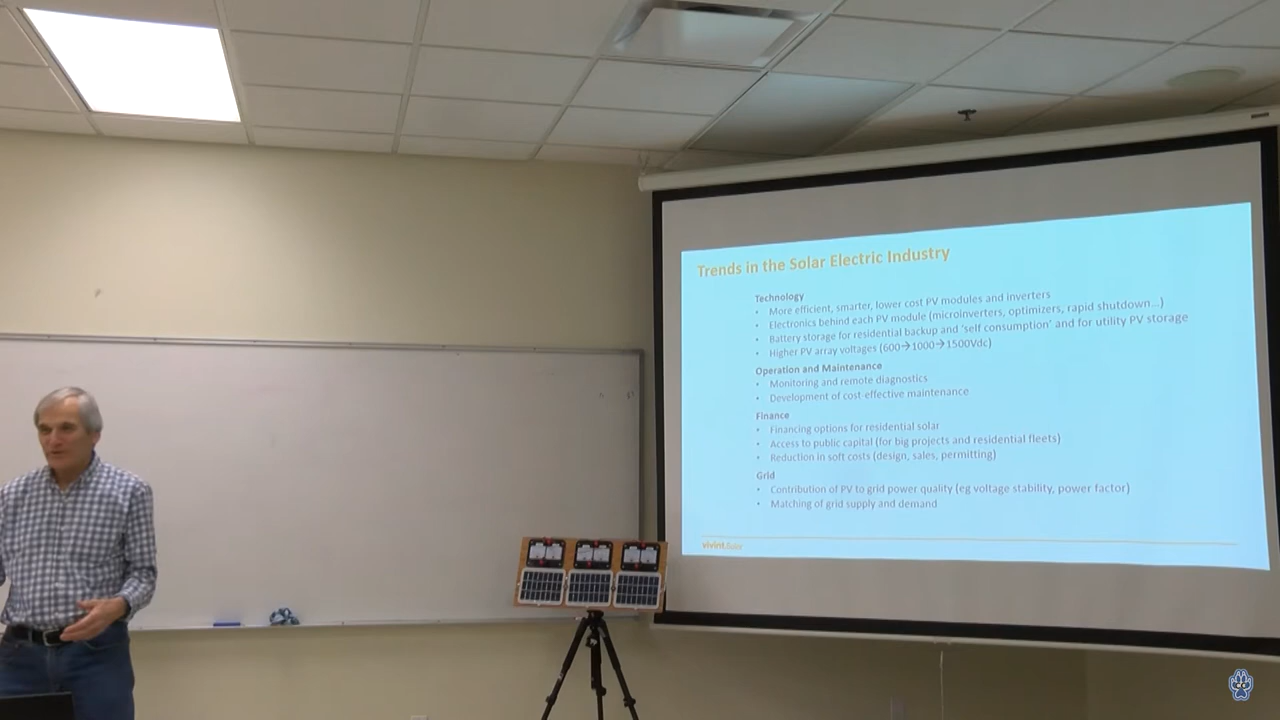 Trends in the Solar Electric Industry
Technology
• More efficient, smarter, lower cost PV modules and inverters
• Electronics behind each PV module (microinverters, optimizers, rapid shutdown...)
• Battery storage for residential backup and 'self consumption' and for utility PV storage
• Higher PV array voltages (600→1000→1500Vdc)
Operation and Maintenance
• Monitoring and remote diagnostics
• Development of cost-effective maintenance
Finance
• Financing options for residential solar
• Access to public capital (for big projects and residential fleets)
• Reduction in soft costs (design, sales, permitting)
Grid
• Contribution of PV to grid power quality (eg voltage stability, power factor)
• Matching of grid supply and demand
vivint.Solar